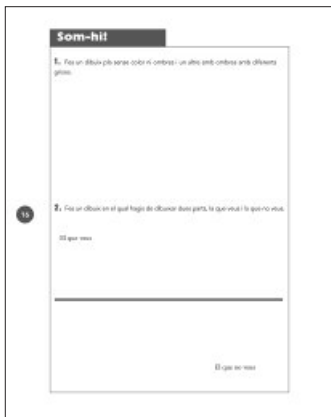 Som-hi!
1. Fes un dibuix pla sense color ni ombres i un altre amb ombres amb diferents
grisos.
15
2. Fes un dibuix en el qual hagis de dibuixar dues parts, la que veus i la que no veus.
El que veus
El que no veus